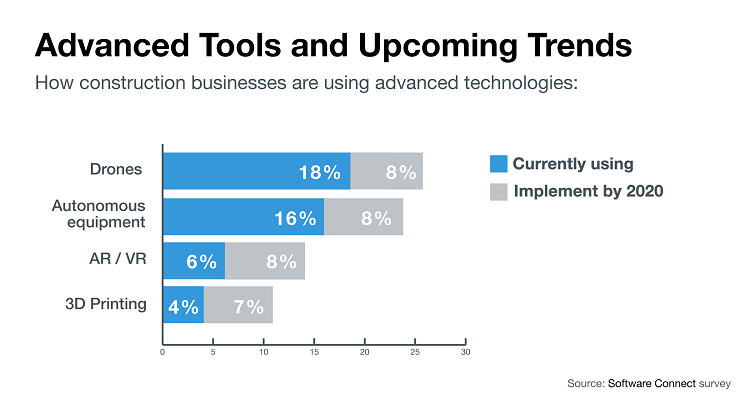 Advanced Tools and Upcoming Trends
How construction businesses are using advanced technologies:
Drones 18% 8%
Autonomous
equipment 16% 8%
AR / VR 6% 8%
3D Printing 4% 7%
0 5 10 15 20 25 30
Currently using
Implement by 2020
Source: Software Connect survey